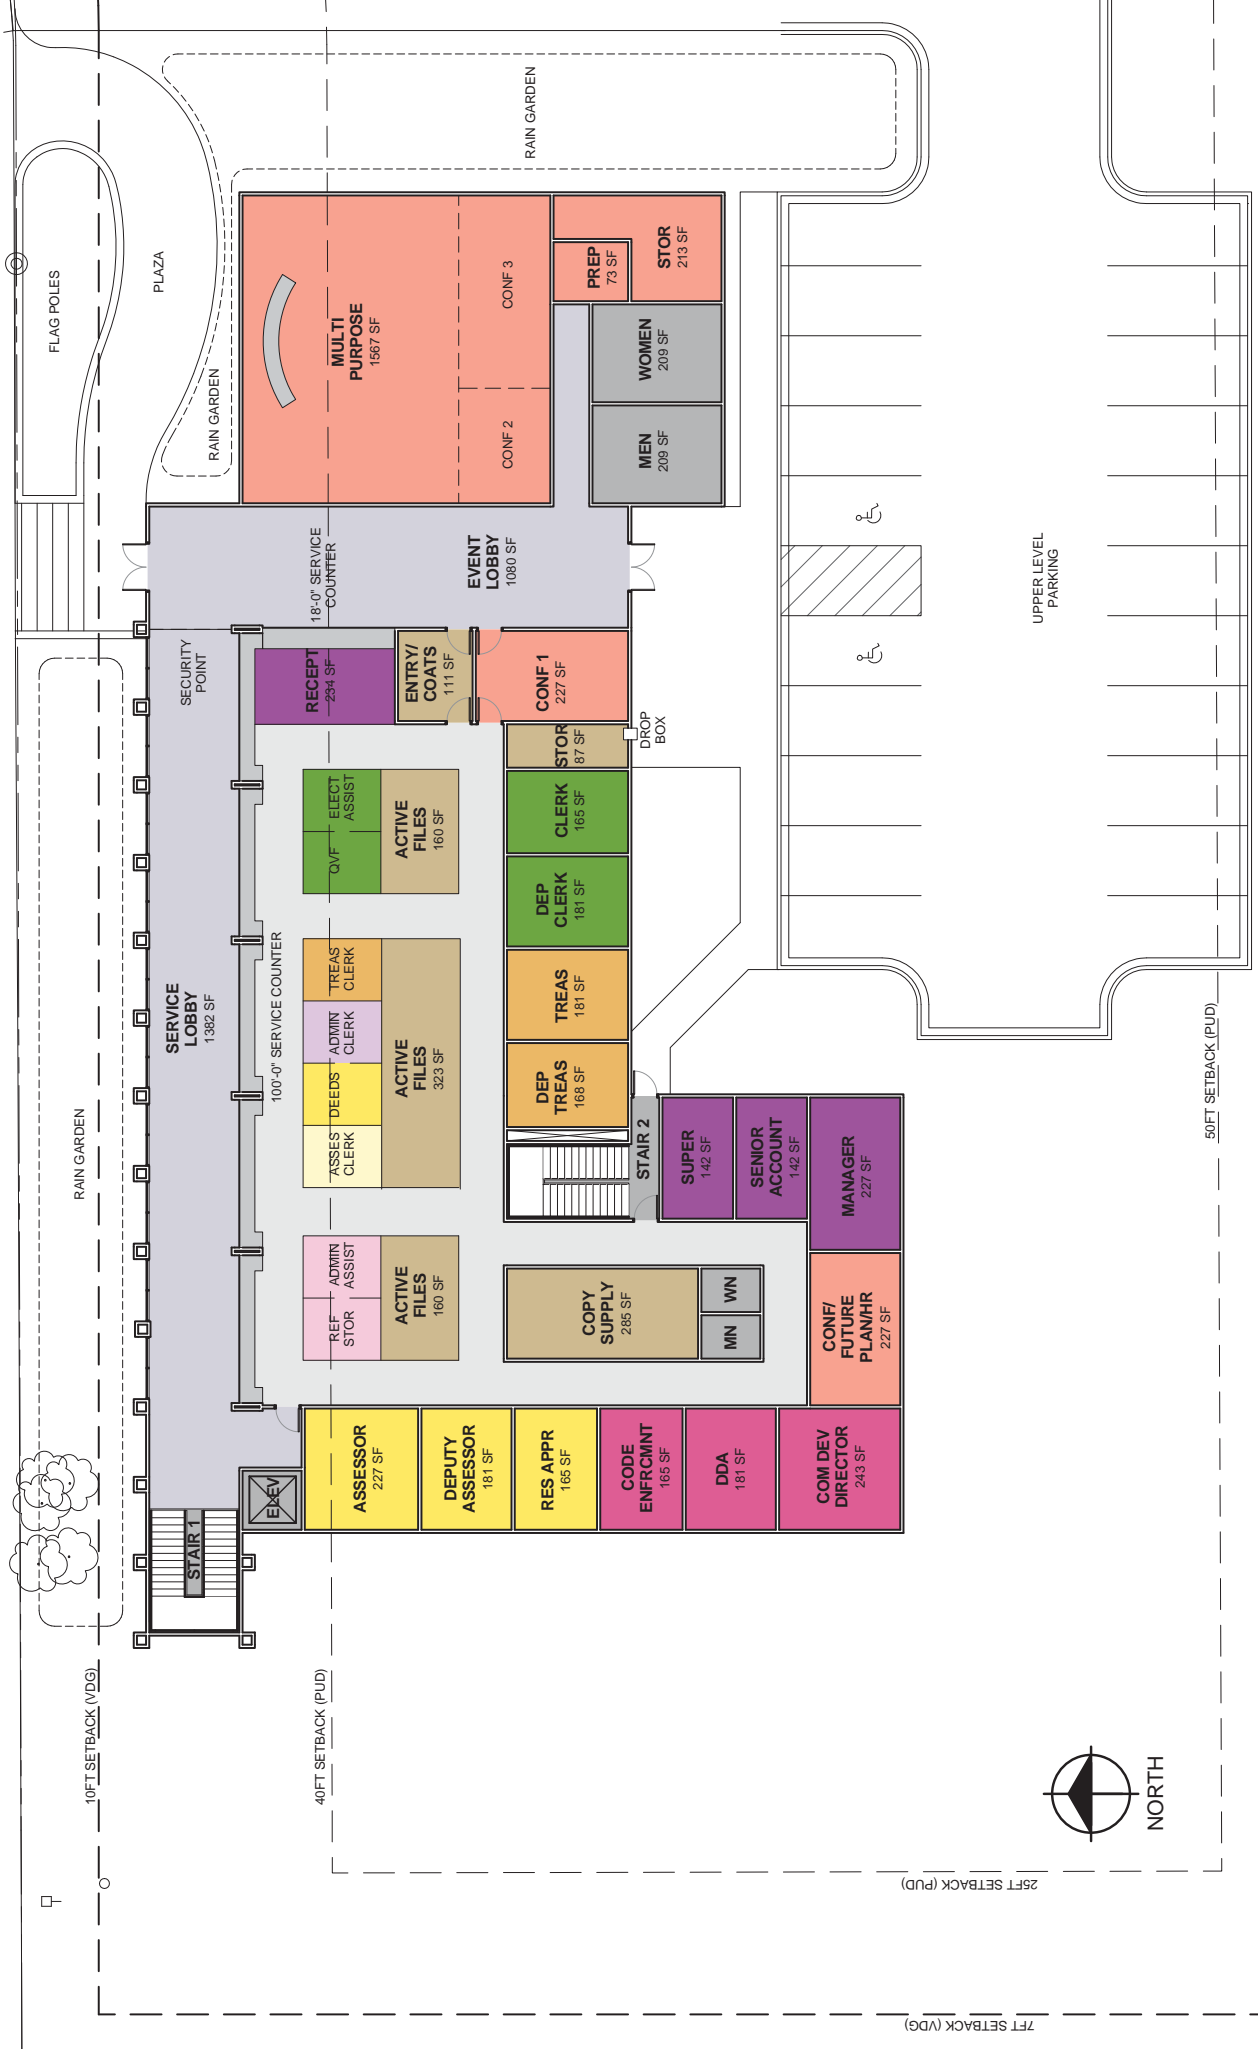 RAIN GARDEN
FLAG POLES
PLAZA
RAIN GARDEN
MULTI
PURPOSE
1567 SF
CONF 3
CONF 2
PREP
73 SF
STOR
213 SF
WOMEN
209 SF
MEN
209 SF
18'-0" SERVICE
COUNTER
EVENT
LOBBY
1080 SF
SECURITY
POINT
RECEPT
234 SF
ENTRY/
COATS
111 SF
CONF 1
227 SF
STOR
87 SF
DROP
BOX
UPPER LEVEL
PARKING
ELECT
ASSIST
QVF
ACTIVE
FILES
160 SF
CLERK
165 SF
DEP
CLERK
181 SF
SERVICE
LOBBY
1382 SF
100'-0" SERVICE COUNTER
TREAS
CLERK
ADMIN
CLERK
DEEDS
ASSES
CLERK
ACTIVE
FILES
323 SF
TREAS
181 SF
DEP
TREAS
168 SF
RAIN GARDEN
STAIR 2
SUPER
142 SF
SENIOR
ACCOUNT
142 SF
MANAGER
227 SF
50FT SETBACK (PUD)
ADMIN
ASSIST
REF
STOR
ACTIVE
FILES
160 SF
COPY
SUPPLY
285 SF
WN
MN
CONF/
FUTURE
PLAN/HR
227 SF
ELEV
STAIR 1
ASSESSOR
227 SF
DEPUTY
ASSESSOR
181 SF
RES APPR
165 SF
CODE
ENFRCMNT
165 SF
DDA
181 SF
COM DEV
DIRECTOR
243 SF
10FT SETBACK (VDG)
40FT SETBACK (PUD)
NORTH
25FT SETBACK (PUD)
7FT SETBACK (VDG)